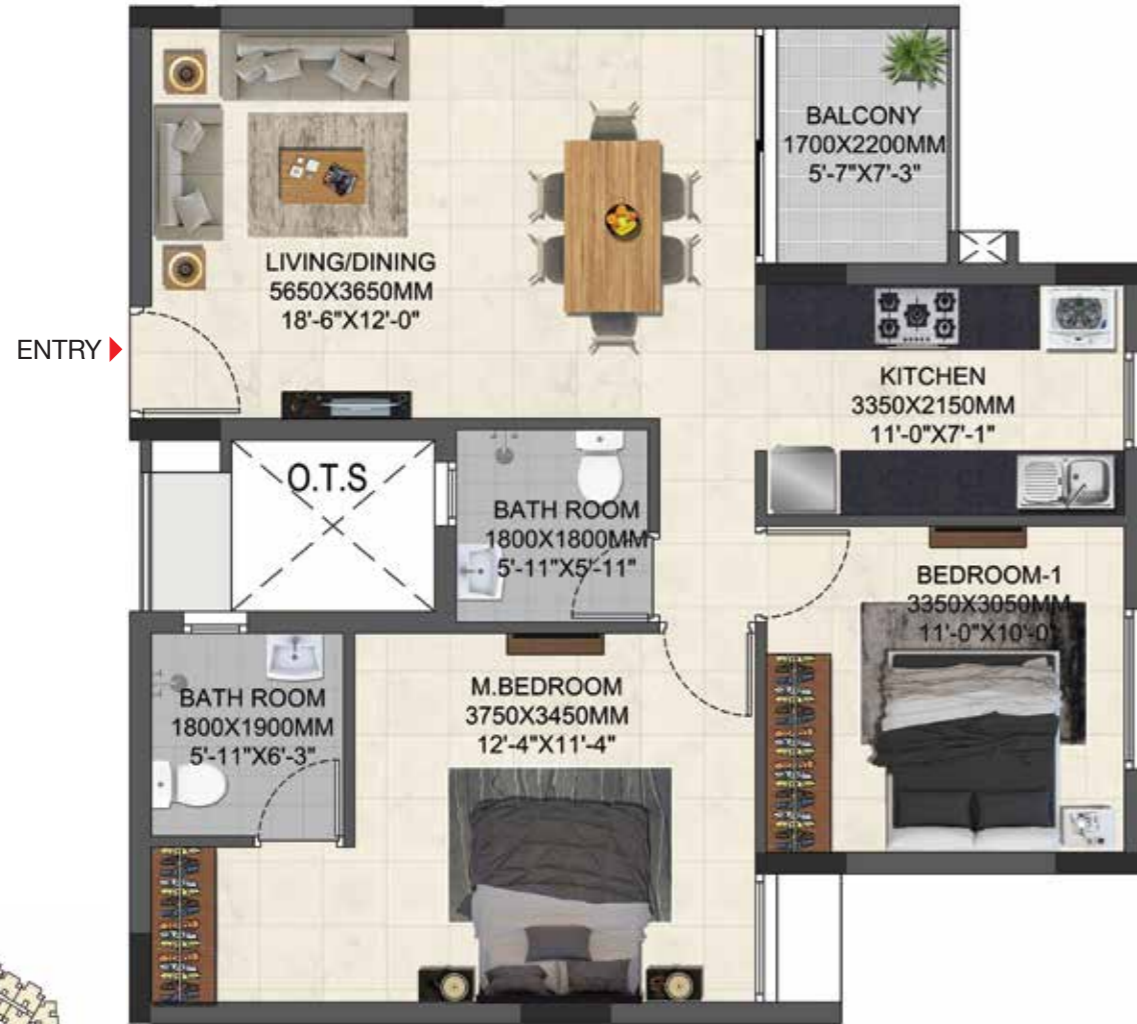 BALCONY
1700X2200MM
5'-7"X7'-3"
LIVING/DINING
5650X3650MM
18'-6"X12'-0"
ENTRY
KITCHEN
3350X2150MM
11'-0"X7'-1"
O.T.S
BATH ROOM
1800X1800MM
5'-11"X5'-11"
BEDROOM-1
3350X3050MM
11'-0"X10'-0"
BATH ROOM
1800X1900MM
5'-11"X6'-3"
M.BEDROOM
3750X3450MM
12'-4"X11'-4"